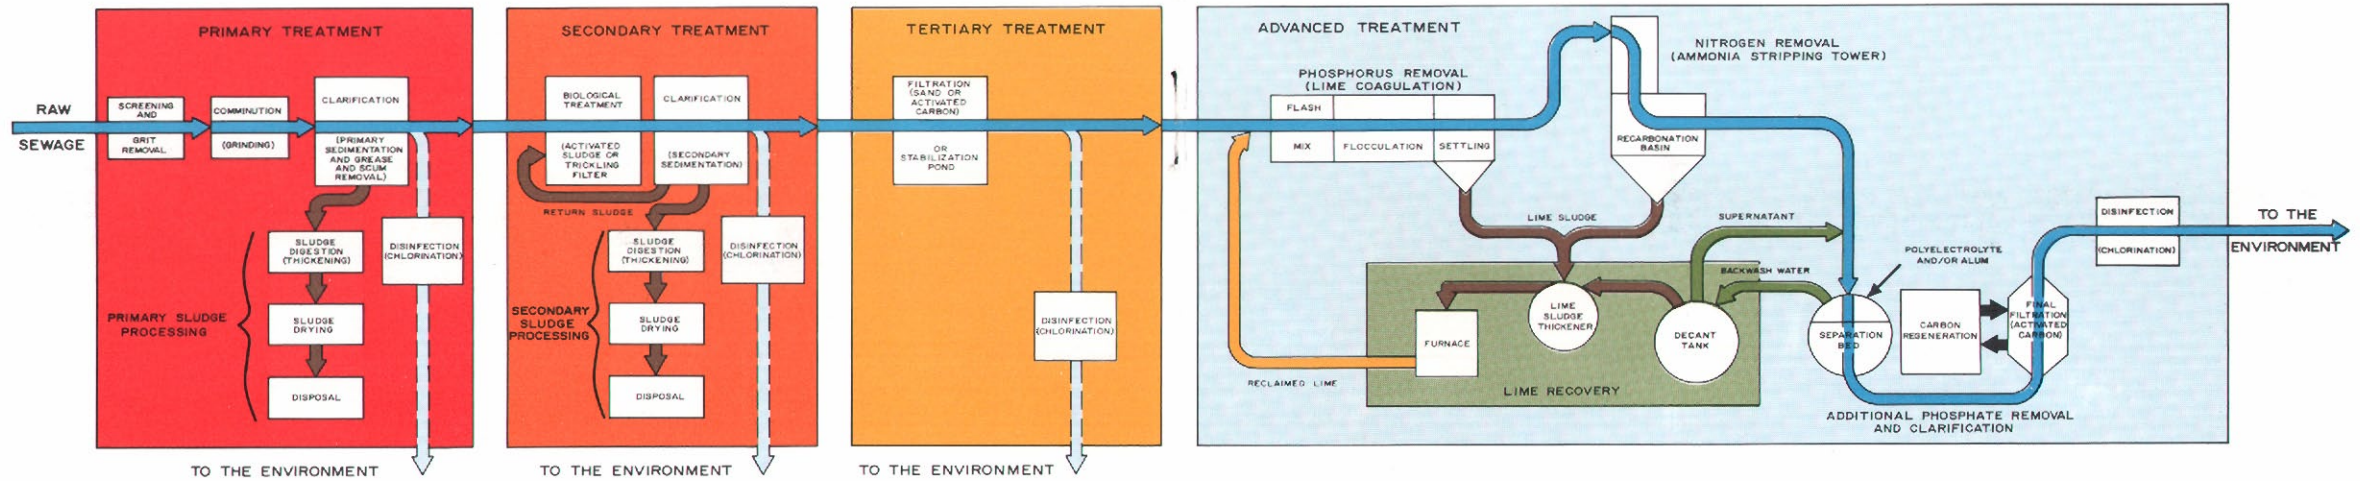 RAW
SEWAGE
PRIMARY TREATMENT
SCREENING
AND
GRIT
REMOVAL
COMMINUTION
(GRINDING)
CLARIFICATION
(PRIMARY
SEDIMENTATION
AND GREASE
AND SCUM
REMOVAL)
DISINFECTION
(CHLORINATION)
PRIMARY SLUDGE
PROCESSING
SLUDGE
DIGESTION
(THICKENING)
SLUDGE
DRYING
DISPOSAL
TO THE ENVIRONMENT
SECONDARY TREATMENT
BIOLOGICAL
TREATMENT
(ACTIVATED
SLUDGE OR
TRICKLING
FILTER
CLARIFICATION
(SECONDARY
SEDIMENTATION)
RETURN SLUDGE
DISINFECTION
(CHLORINATION)
SECONDARY
SLUDGE
PROCESSING
SLUDGE
DIGESTION
(THICKENING)
SLUDGE
DRYING
DISPOSAL
TO THE ENVIRONMENT
TERTIARY TREATMENT
FILTRATION
(SAND OR
ACTIVATED
CARBON)
OR
STABILIZATION
POND
DISINFECTION
(CHLORINATION)
TO THE ENVIRONMENT
ADVANCED TREATMENT
PHOSPHORUS REMOVAL
(LIME COAGULATION)
FLASH
MIX
FLOCCULATION
SETTLING
NITROGEN REMOVAL
(AMMONIA STRIPPING TOWER)
RECARBONATION
BASIN
LIME SLUDGE
SUPERNATANT
BACKWASH WATER
LIME
SLUDGE
THICKENER
DECANT
TANK
FURNACE
RECLAIMED LIME
LIME RECOVERY
POLYELECTROLYTE
AND/OR ALUM
SEPARATION
BED
CARBON
REGENERATION
FINAL
FILTRATION
(ACTIVATED
CARBON)
ADDITIONAL PHOSPHATE REMOVAL
AND CLARIFICATION
DISINFECTION
(CHLORINATION)
TO THE
ENVIRONMENT